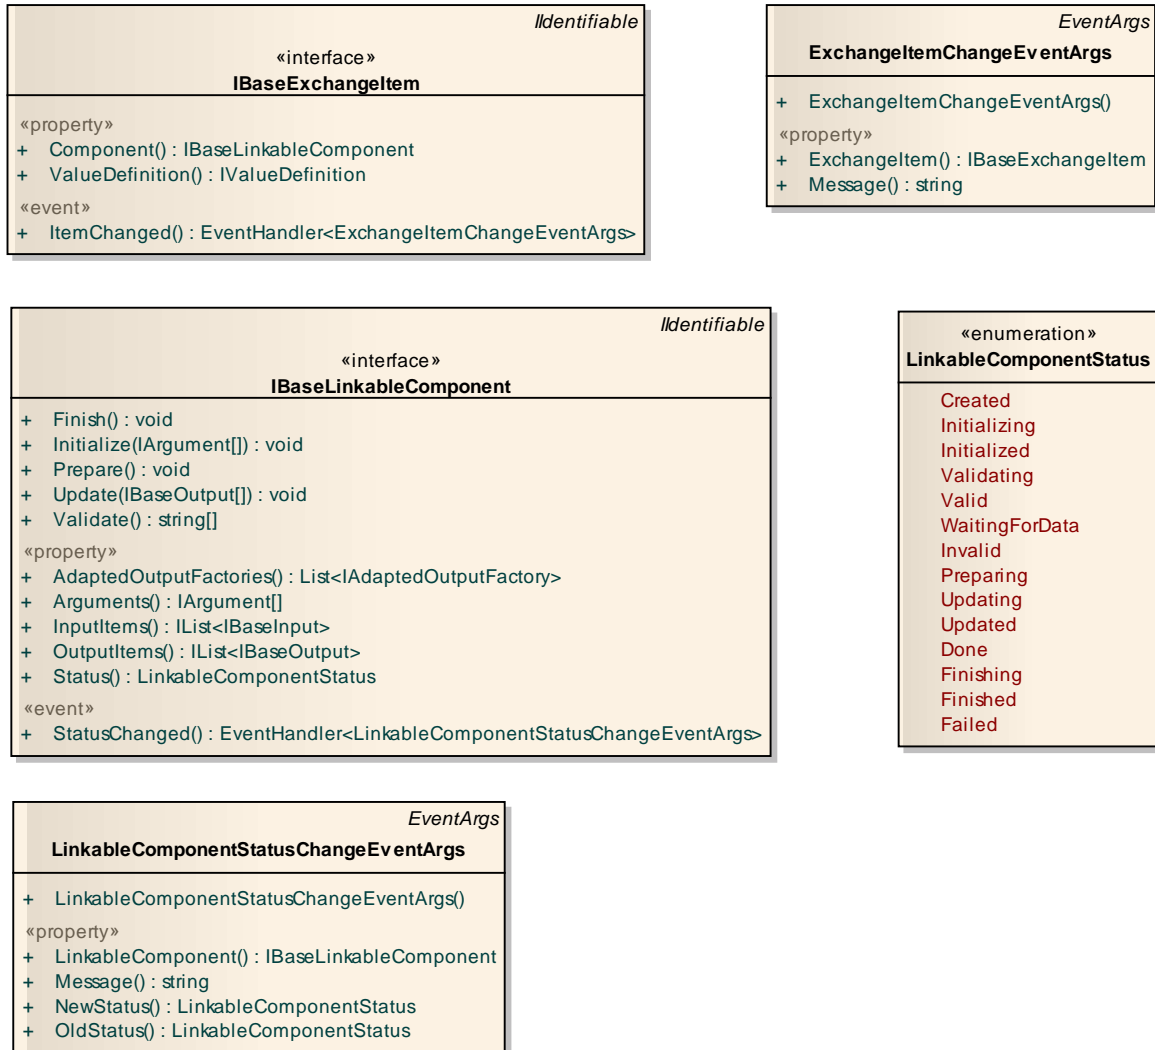 IIdentifiable
«interface»
IBaseExchangeItem
«property»
+ Component() : IBaseLinkableComponent
+ ValueDefinition() : IValueDefinition
«event»
+ ItemChanged() : EventHandler<ExchangeItemChangeEventArgs>
EventArgs
ExchangeItemChangeEventArgs
+ ExchangeItemChangeEventArgs()
«property»
+ ExchangeItem() : IBaseExchangeItem
+ Message() : string
IIdentifiable
«interface»
IBaseLinkableComponent
+ Finish() : void
+ Initialize(IArgument[]) : void
+ Prepare() : void
+ Update(IBaseOutput[]) : void
+ Validate() : string[]
«property»
+ AdaptedOutputFactories() : List<IAdaptedOutputFactory>
+ Arguments() : IArgument[]
+ InputItems() : IList<IBaseInput>
+ OutputItems() : IList<IBaseOutput>
+ Status() : LinkableComponentStatus
«event»
+ StatusChanged() : EventHandler<LinkableComponentStatusChangeEventArgs>
«enumeration»
LinkableComponentStatus
Created
Initializing
Initialized
Validating
Valid
WaitingForData
Invalid
Preparing
Updating
Updated
Done
Finishing
Finished
Failed
EventArgs
LinkableComponentStatusChangeEventArgs
+ LinkableComponentStatusChangeEventArgs()
«property»
+ LinkableComponent() : IBaseLinkableComponent
+ Message() : string
+ NewStatus() : LinkableComponentStatus
+ OldStatus() : LinkableComponentStatus